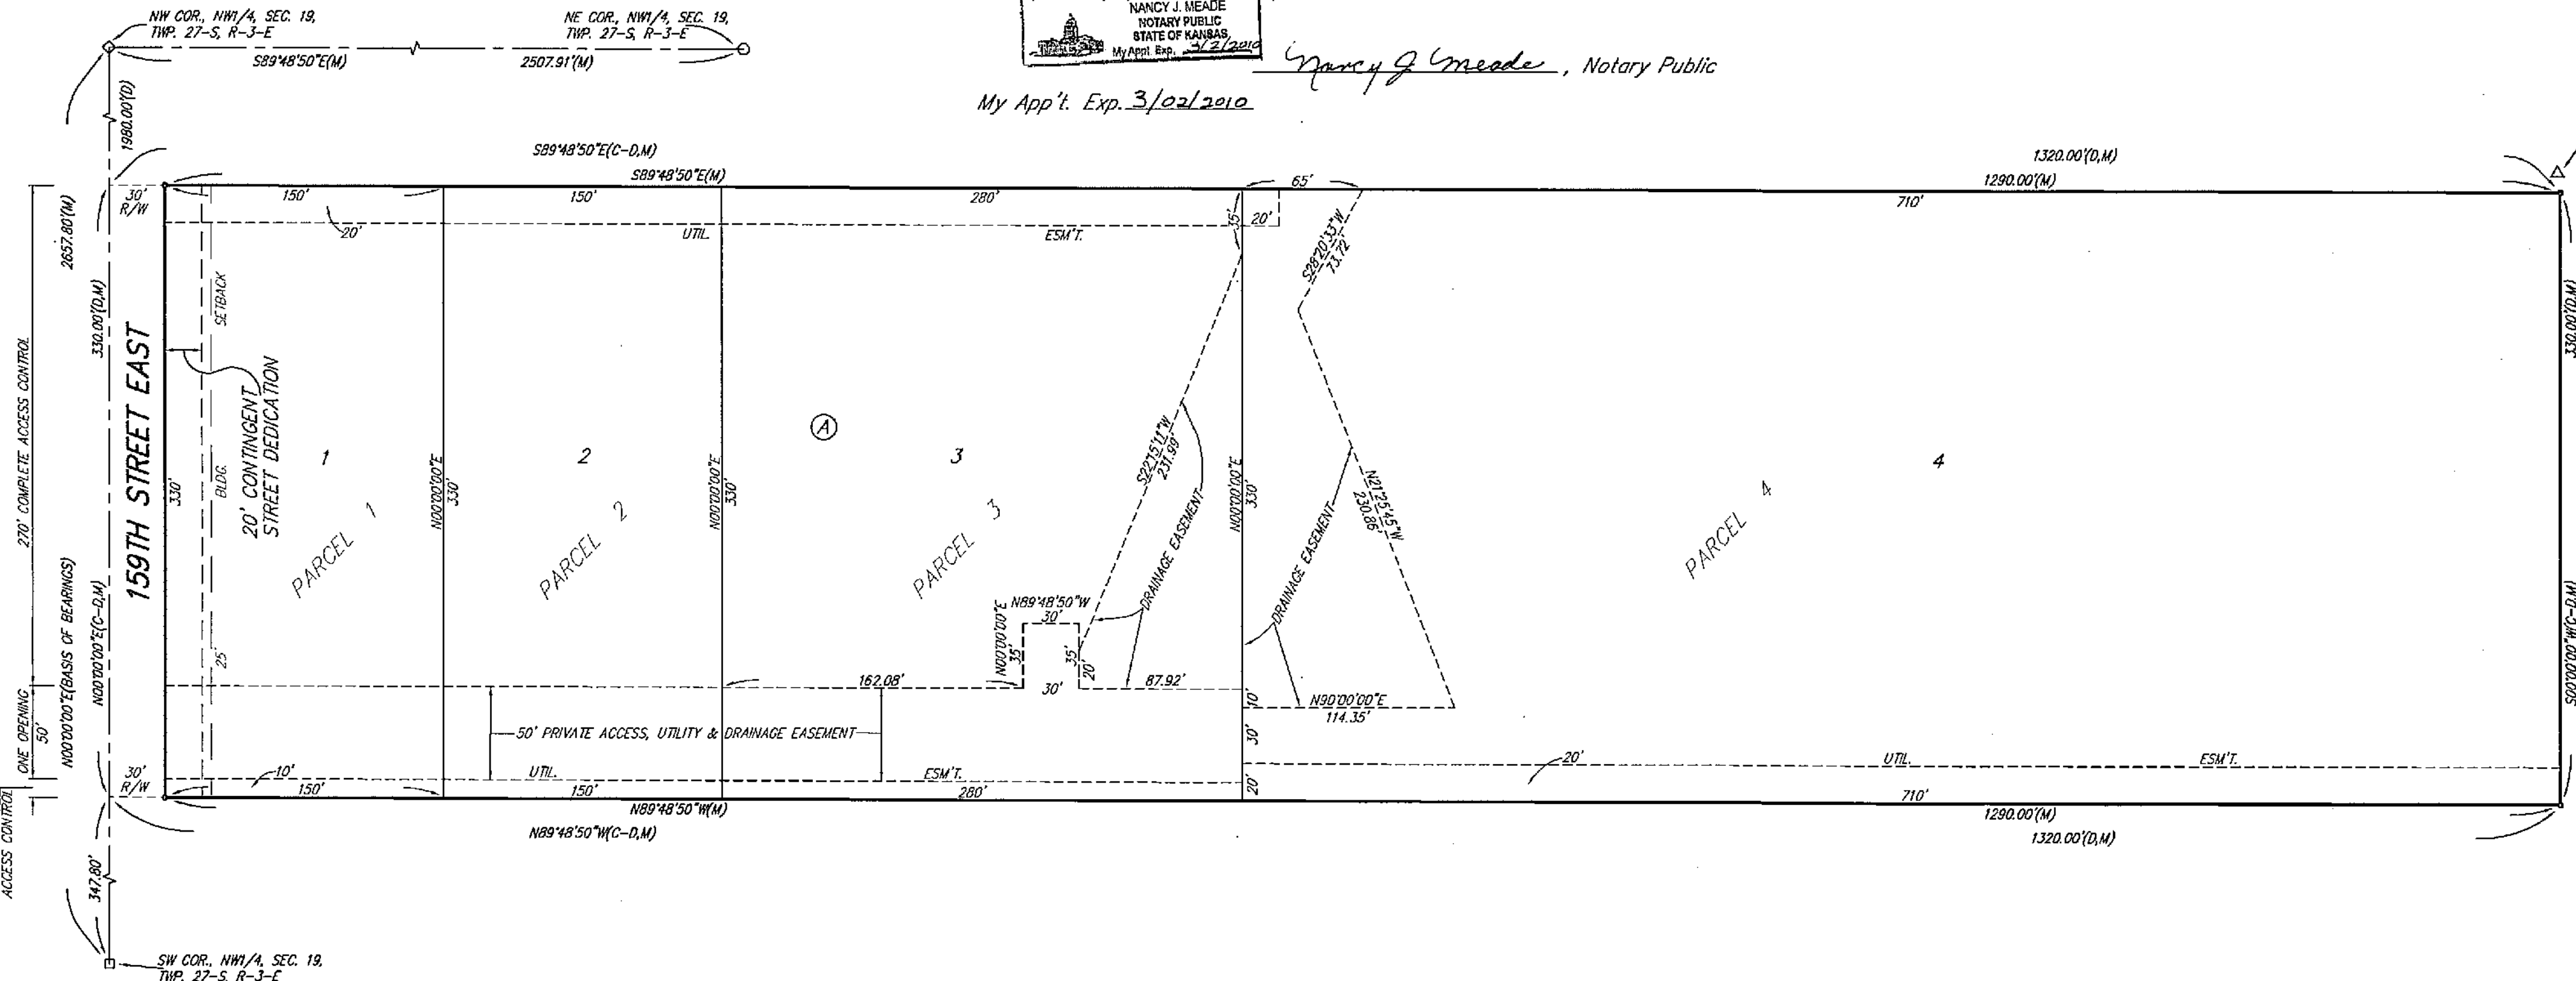 NANCY J. MEADE
NOTARY PUBLIC
STATE OF KANSAS
My Appt. Exp. 3/2/2010
Nancy J Meade, Notary Public
My App't. Exp. 3/02/2010
NW COR., NW1/4, SEC. 19,
TWP. 27-S, R-3-E
NE COR., NW1/4, SEC. 19,
TWP. 27-S, R-3-E
S89°48'50"E(M)
2507.91'(M)
1980.00'(D)
S89°48'50"E(C-D,M)
1320.00'(D,M)
S89°48'50"E(M)
1290.00'(M)
30'
R/W
150'
150'
280'
65'
710'
20'
UTIL.
ESM'T.
35'
20'
S28°20'33"W
73.72'
2657.80'(M)
330.00'(D,M)
330.00'(D,M)
270' COMPLETE ACCESS CONTROL
159TH STREET EAST
SETBACK
BLDG.
25'
20' CONTINGENT
STREET DEDICATION
330'
1
2
A
3
4
N00°00'00"E
330'
N00°00'00"E
330'
N00°00'00"E
330'
S22°15'11"W
231.99'
N21°25'45"W
230.86'
PARCEL 1
PARCEL 2
PARCEL 3
PARCEL 4
DRAINAGE EASEMENT
DRAINAGE EASEMENT
N00°00'00"E(BASIS OF BEARINGS)
N00°00'00"E(C-D,M)
S00°00'00"W(C-D,M)
N89°48'50"W
30'
N00°00'00"E
35'
35'
20'
162.08'
30'
87.92'
10'
N90°00'00"E
114.35'
30'
20'
ONE OPENING
50'
50' PRIVATE ACCESS, UTILITY & DRAINAGE EASEMENT
10'
UTIL.
ESM'T.
20'
UTIL.
ESM'T.
30'
R/W
150'
150'
280'
710'
N89°48'50"W(M)
1290.00'(M)
N89°48'50"W(C-D,M)
1320.00'(D,M)
ACCESS CONTROL
347.80'
SW COR., NW1/4, SEC. 19,
TWP. 27-S, R-3-E